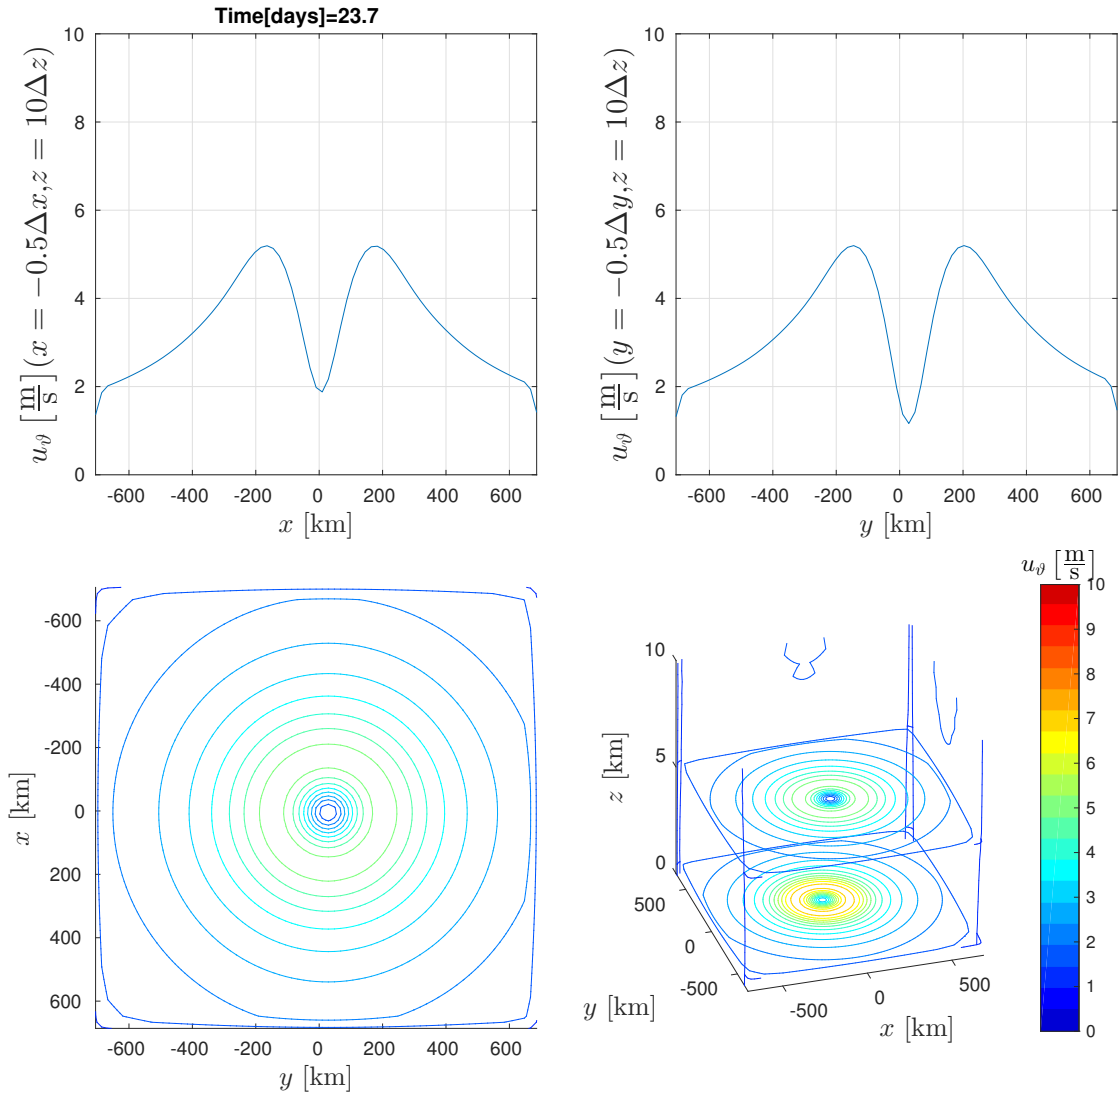 Time[days]=23.7
10
8
6
4
2
0
-600 -400 -200 0 200 400 600
x [km]
u_ϑ [m/s] (x = −0.5Δx, z = 10Δz)
10
8
6
4
2
0
-600 -400 -200 0 200 400 600
y [km]
u_ϑ [m/s] (y = −0.5Δy, z = 10Δz)
-600
-400
-200
0
200
400
600
x [km]
-600 -400 -200 0 200 400 600
y [km]
10
5
0
z [km]
500
0
-500
y [km]
-500 0 500
x [km]
u_ϑ [m/s]
10
9
8
7
6
5
4
3
2
1
0